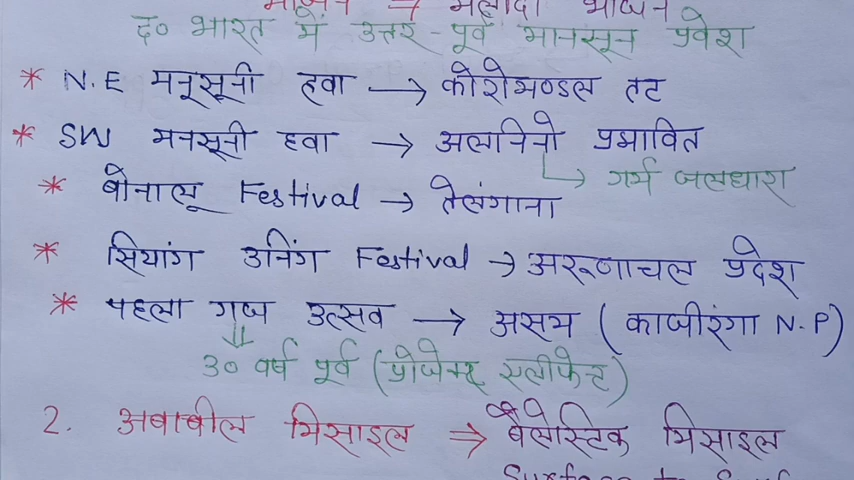 द० भारत में उत्तर-पूर्व मानसून प्रवेश
* N.E मनूसूनी हवा → कोरोमण्डल तट
* SW मनसूनी हवा → अलनिनो प्रभावित
↳ गर्म जलधारा
* बोनालू Festival → तेलंगाना
* सियांग उनिंग Festival → अरूणाचल प्रदेश
* पहला गज उत्सव → असम (काजीरंगा N.P)
⇓
30 वर्ष पूर्व (प्रोजेक्ट एलीफेन्ट)
2. अबाबील मिसाइल ⇒ बैलेस्टिक मिसाइल